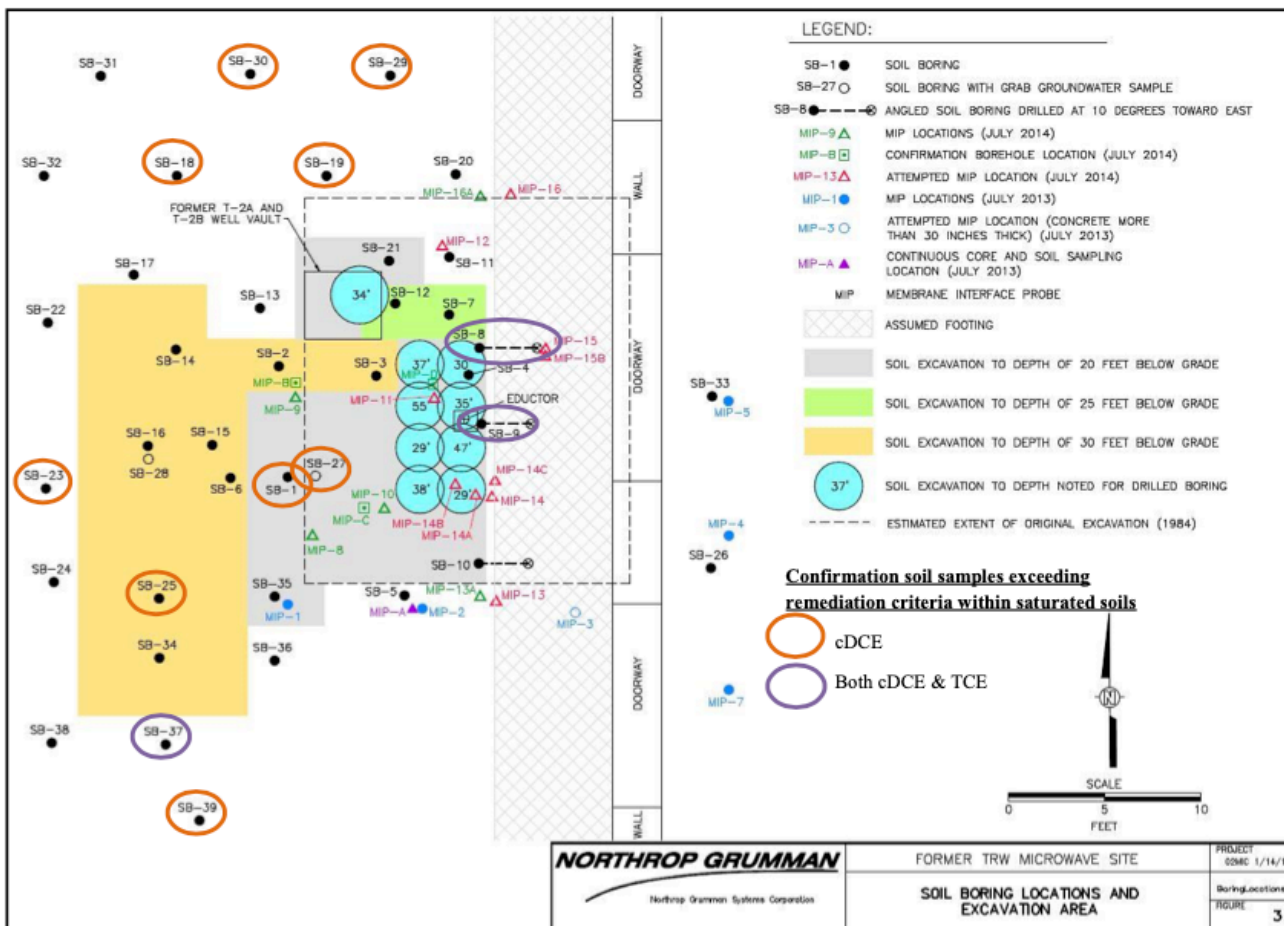 LEGEND:
SB-1 SOIL BORING
SB-27 SOIL BORING WITH GRAB GROUNDWATER SAMPLE
SB-8 ANGLED SOIL BORING DRILLED AT 10 DEGREES TOWARD EAST
MIP-9 MIP LOCATIONS (JULY 2014)
MIP-B CONFIRMATION BOREHOLE LOCATION (JULY 2014)
MIP-13 ATTEMPTED MIP LOCATION (JULY 2014)
MIP-1 MIP LOCATIONS (JULY 2013)
MIP-3 ATTEMPTED MIP LOCATION (CONCRETE MORE
THAN 30 INCHES THICK) (JULY 2013)
MIP-A CONTINUOUS CORE AND SOIL SAMPLING
LOCATION (JULY 2013)
MIP MEMBRANE INTERFACE PROBE
ASSUMED FOOTING
SOIL EXCAVATION TO DEPTH OF 20 FEET BELOW GRADE
SOIL EXCAVATION TO DEPTH OF 25 FEET BELOW GRADE
SOIL EXCAVATION TO DEPTH OF 30 FEET BELOW GRADE
37' SOIL EXCAVATION TO DEPTH NOTED FOR DRILLED BORING
ESTIMATED EXTENT OF ORIGINAL EXCAVATION (1984)
Confirmation soil samples exceeding
remediation criteria within saturated soils
cDCE
Both cDCE & TCE
N
SCALE
0 5 10
FEET
SB-31
SB-30
SB-29
DOORWAY
SB-32
SB-18
SB-19
SB-20
WALL
MIP-16A
MIP-16
FORMER T-2A AND
T-2B WELL VAULT
MIP-12
SB-21
SB-11
SB-17
34'
SB-12
SB-13
SB-7
SB-22
SB-14
SB-2
SB-3
SB-8
MIP-15
MIP-15B
DOORWAY
37'
30'
SB-4
MIP-B
MIP-D
MIP-9
MIP-11
55'
35'
EDUCTOR
SB-9
SB-33
MIP-5
SB-16
SB-28
SB-15
SB-6
SB-23
SB-1
SB-27
29'
47'
MIP-14C
MIP-14
38'
29'
MIP-10
MIP-C
MIP-14B
MIP-14A
MIP-8
MIP-4
SB-26
SB-24
SB-25
SB-10
SB-35
MIP-1
SB-5
MIP-A
MIP-2
MIP-13A
MIP-13
MIP-3
SB-34
SB-36
DOORWAY
MIP-7
SB-38
SB-37
SB-39
WALL
NORTHROP GRUMMAN
Northrop Grumman Systems Corporation
FORMER TRW MICROWAVE SITE
SOIL BORING LOCATIONS AND
EXCAVATION AREA
PROJECT
02MIC 1/14/1
BoringLocations
FIGURE
3